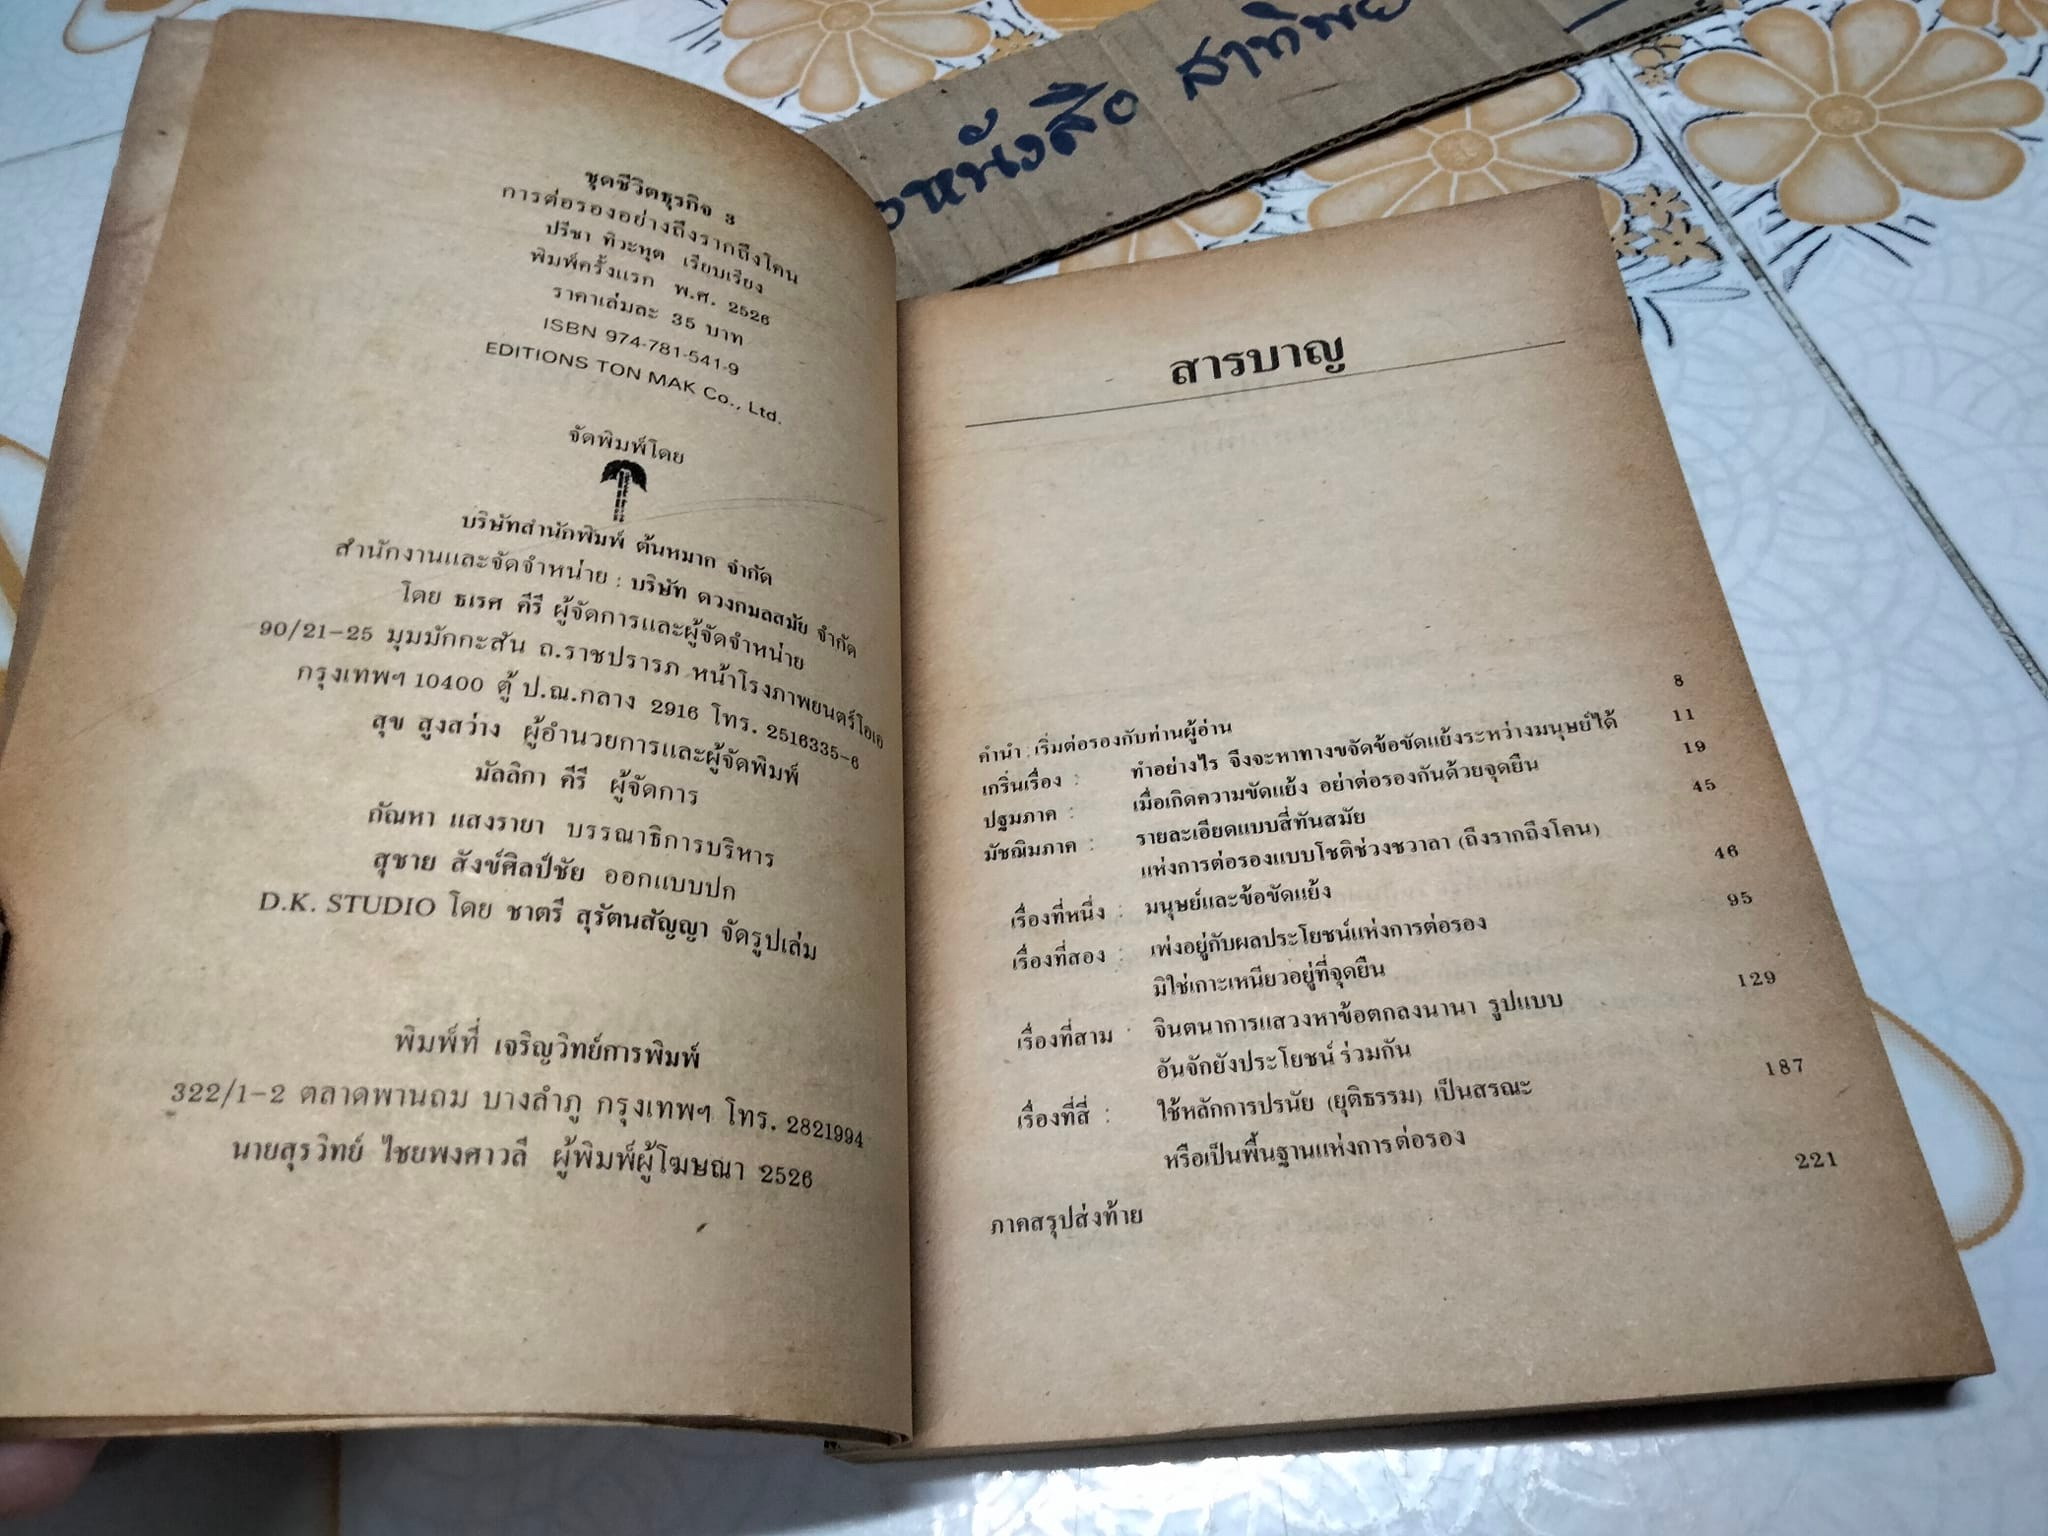 หนังสือ สาทิพย์
ชุดชีวิตธุรกิจ 3
การต่อรองอย่างถึงรากถึงโคน
ปรีชา ทิวะหุต เรียบเรียง
พิมพ์ครั้งแรก พ.ศ. 2526
ราคาเล่มละ 35 บาท
ISBN 974-781-541-9
EDITIONS TON MAK Co., Ltd.
จัดพิมพ์โดย
บริษัทสำนักพิมพ์ ต้นหมาก จำกัด
สำนักงานและจัดจำหน่าย : บริษัท ดวงกมลสมัย จำกัด
โดย ธเรศ คีรี ผู้จัดการและผู้จัดจำหน่าย
90/21-25 มุมมักกะสัน ถ.ราชปรารภ หน้าโรงภาพยนตร์โอเอ
กรุงเทพฯ 10400 ตู้ ป.ณ.กลาง 2916 โทร. 2516335-6
สุข สูงสว่าง ผู้อำนวยการและผู้จัดพิมพ์
มัลลิกา คีรี ผู้จัดการ
กัณหา แสงรายา บรรณาธิการบริหาร
สุชาย สังข์ศิลป์ชัย ออกแบบปก
D.K. STUDIO โดย ชาตรี สุรัตนสัญญา จัดรูปเล่ม
พิมพ์ที่ เจริญวิทย์การพิมพ์
322/1-2 ตลาดพานถม บางลำภู กรุงเทพฯ โทร. 2821994
นายสุรวิทย์ ไชยพงศาวลี ผู้พิมพ์ผู้โฆษณา 2526
สารบาญ
คำนำ : เริ่มต่อรองกับท่านผู้อ่าน 8
เกริ่นเรื่อง : ทำอย่างไร จึงจะหาทางขจัดข้อขัดแย้งระหว่างมนุษย์ได้ 11
ปฐมภาค : เมื่อเกิดความขัดแย้ง อย่าต่อรองกันด้วยจุดยืน 19
มัชฌิมภาค : รายละเอียดแบบสี่ทันสมัย 45
แห่งการต่อรองแบบโชติช่วงชวาลา (ถึงรากถึงโคน)
เรื่องที่หนึ่ง : มนุษย์และข้อขัดแย้ง 46
เรื่องที่สอง : เพ่งอยู่กับผลประโยชน์แห่งการต่อรอง 95
มิใช่เกาะเหนียวอยู่ที่จุดยืน
เรื่องที่สาม : จินตนาการแสวงหาข้อตกลงนานา รูปแบบ 129
อันจักยังประโยชน์ ร่วมกัน
เรื่องที่สี่ : ใช้หลักการปรนัย (ยุติธรรม) เป็นสรณะ 187
หรือเป็นพื้นฐานแห่งการต่อรอง
ภาคสรุปส่งท้าย 221